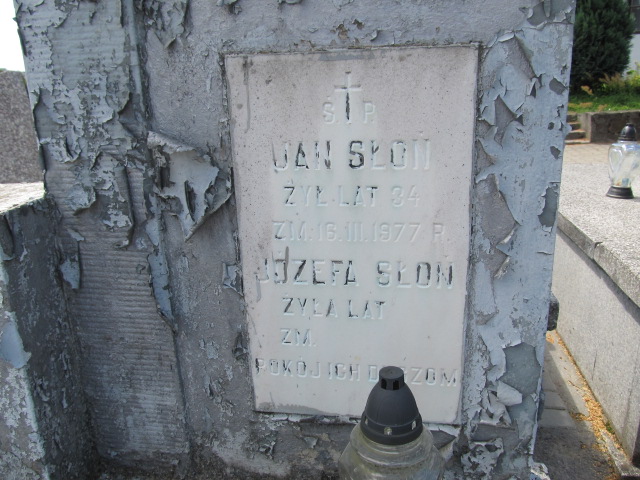 Ś P
JAN SŁOŃ
ŻYŁ LAT 84
ZM. 16.III.1977 R.
JÓZEFA SŁOŃ
ŻYŁA LAT
ZM.
POKÓJ ICH DUSZOM